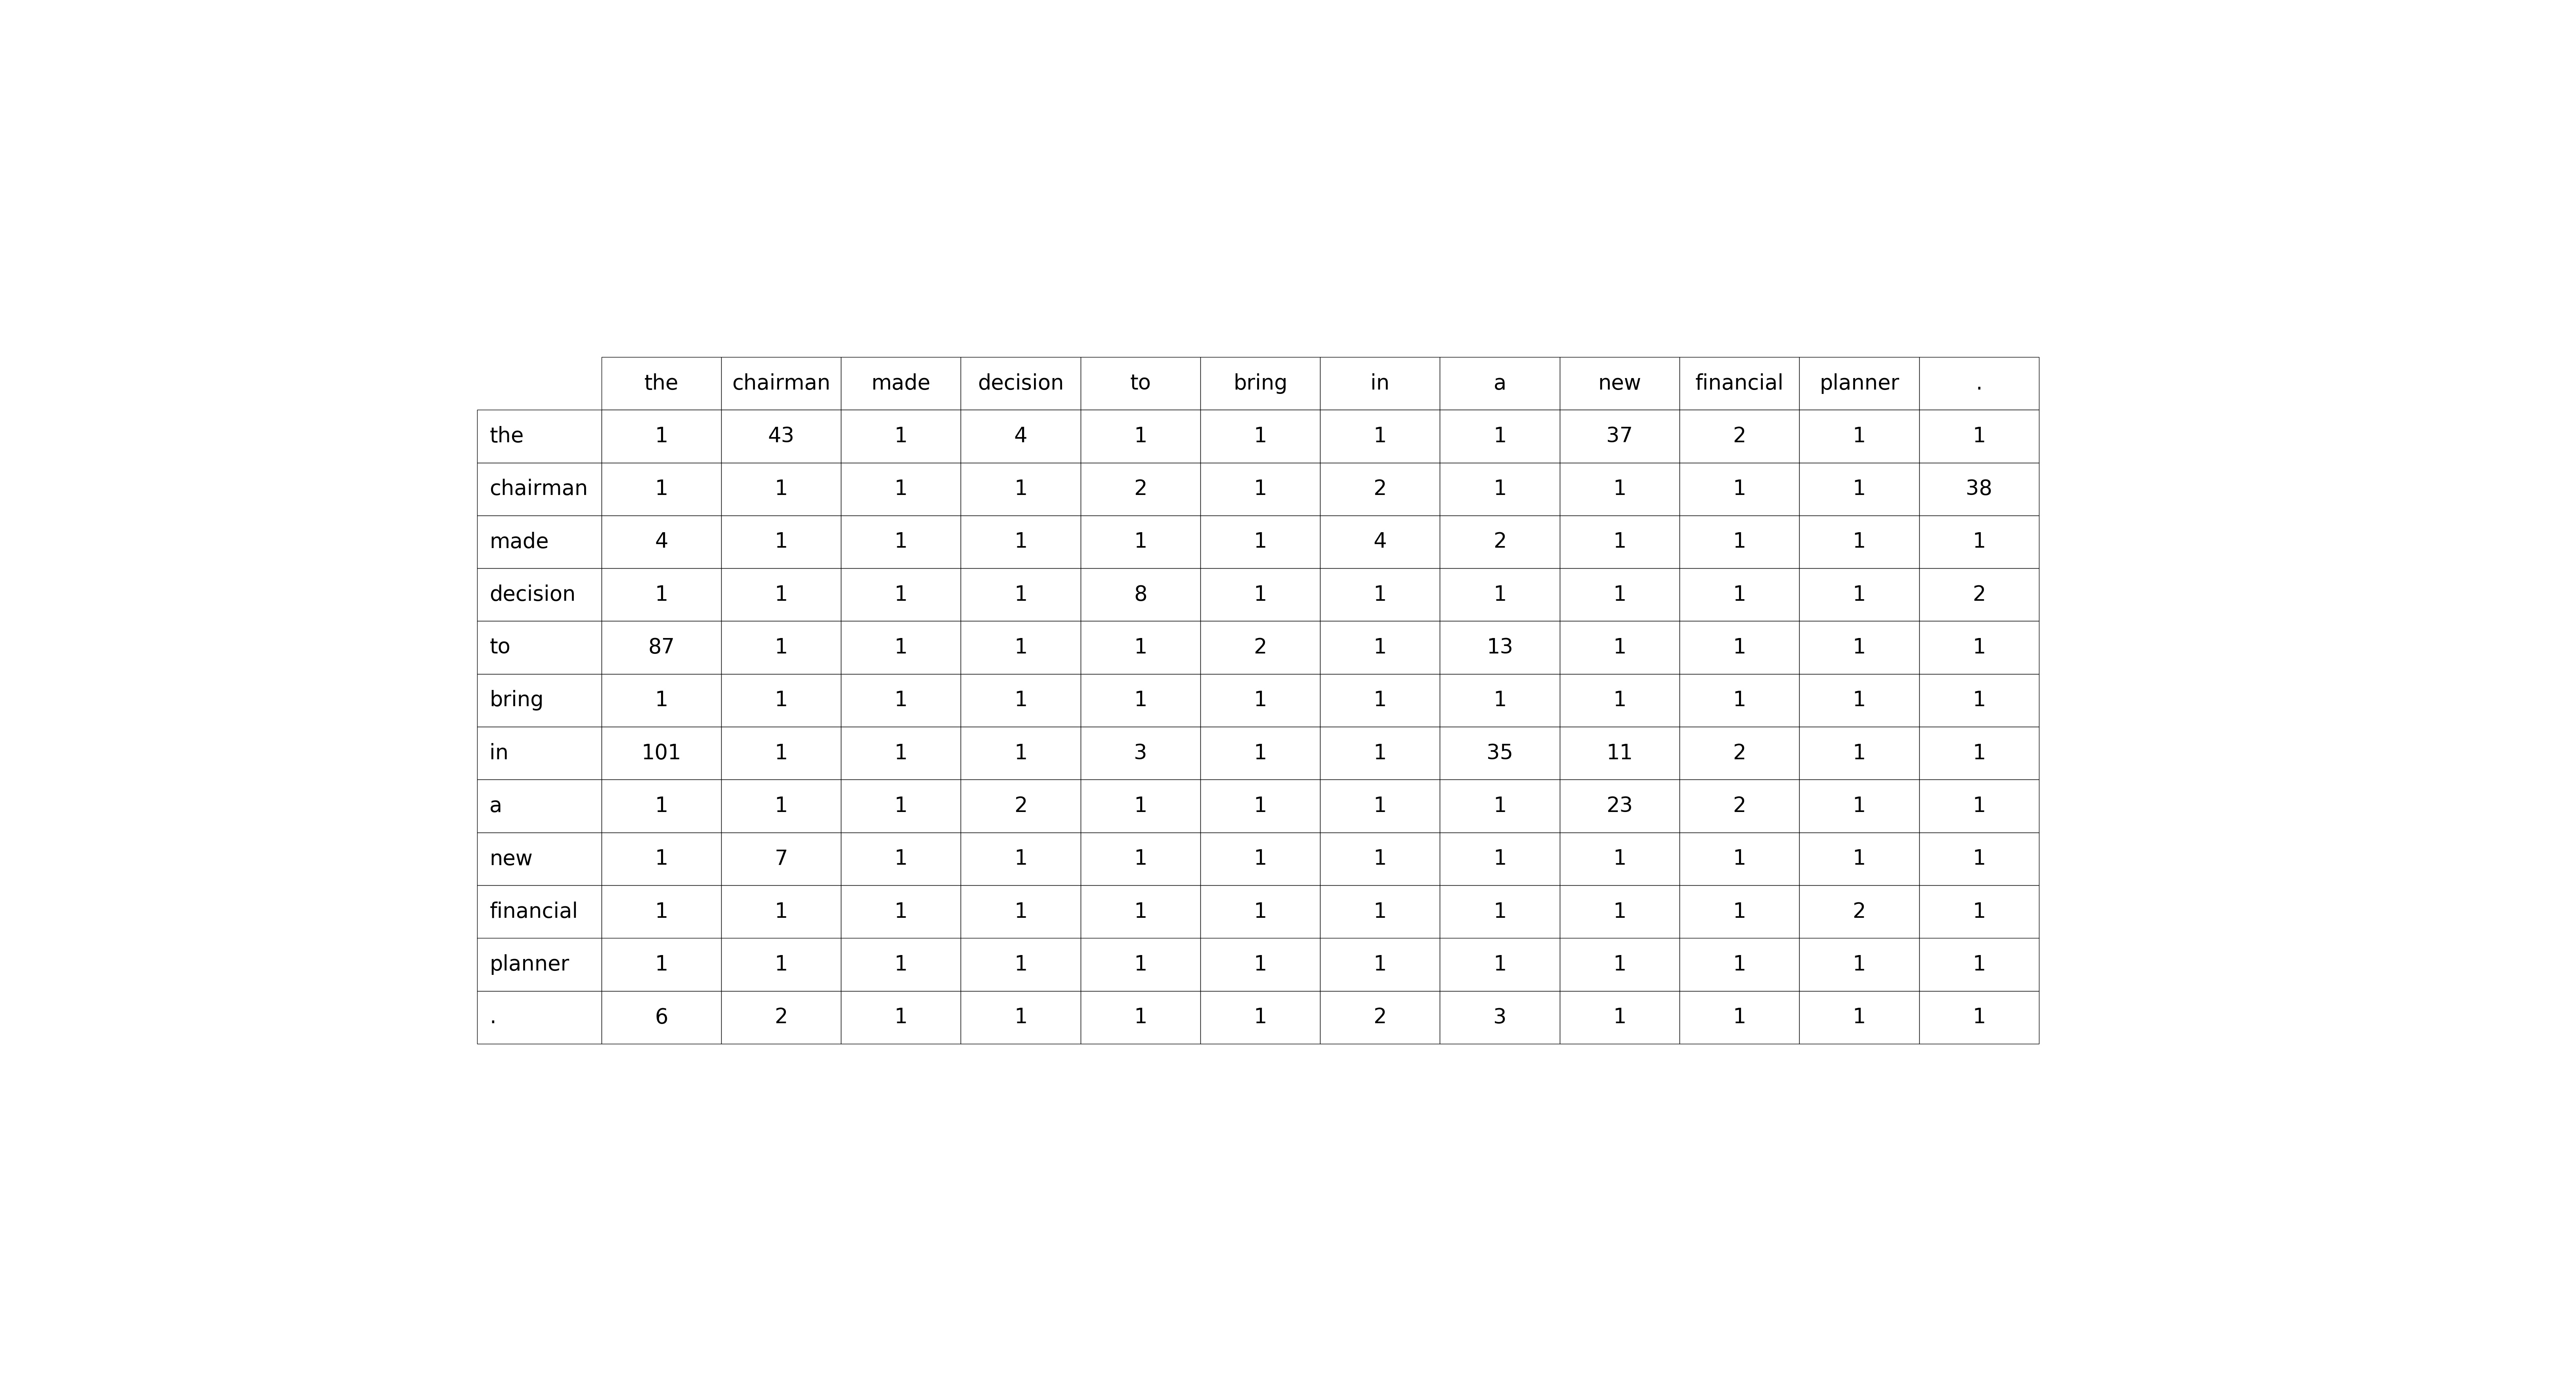 the chairman made decision to bring in a new financial planner .
the 1 43 1 4 1 1 1 1 37 2 1 1
chairman 1 1 1 1 2 1 2 1 1 1 1 38
made 4 1 1 1 1 1 4 2 1 1 1 1
decision 1 1 1 1 8 1 1 1 1 1 1 2
to 87 1 1 1 1 2 1 13 1 1 1 1
bring 1 1 1 1 1 1 1 1 1 1 1 1
in 101 1 1 1 3 1 1 35 11 2 1 1
a 1 1 1 2 1 1 1 1 23 2 1 1
new 1 7 1 1 1 1 1 1 1 1 1 1
financial 1 1 1 1 1 1 1 1 1 1 2 1
planner 1 1 1 1 1 1 1 1 1 1 1 1
. 6 2 1 1 1 1 2 3 1 1 1 1